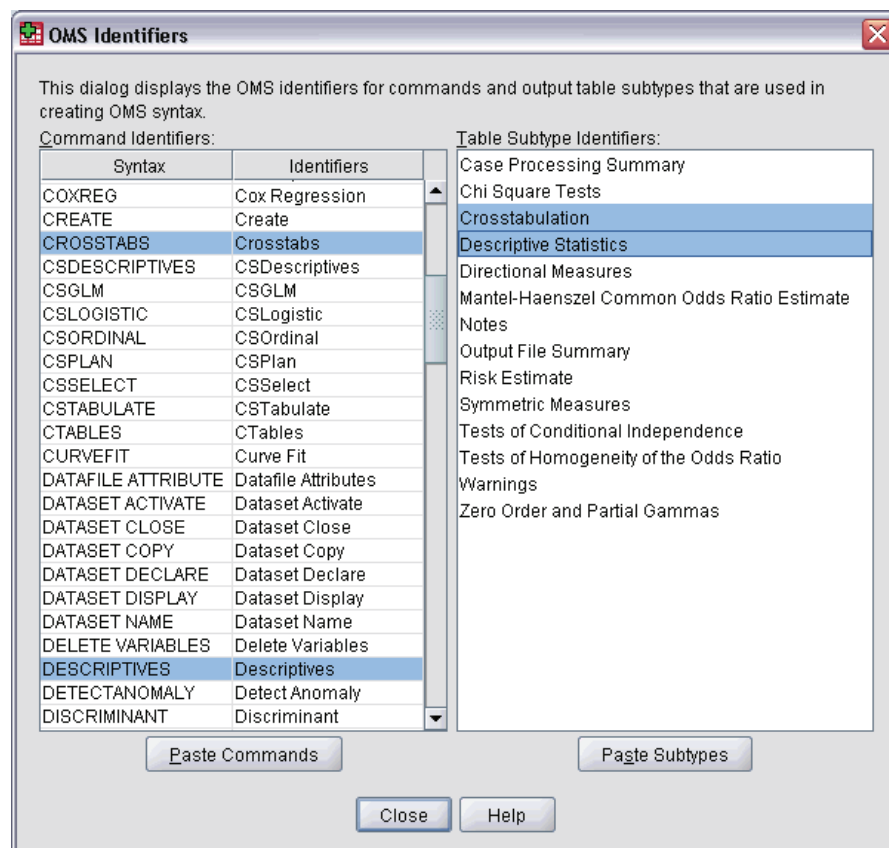 OMS Identifiers
This dialog displays the OMS identifiers for commands and output table subtypes that are used in
creating OMS syntax.
Command Identifiers:
Syntax Identifiers
COXREG Cox Regression
CREATE Create
CROSSTABS Crosstabs
CSDESCRIPTIVES CSDescriptives
CSGLM CSGLM
CSLOGISTIC CSLogistic
CSORDINAL CSOrdinal
CSPLAN CSPlan
CSSELECT CSSelect
CSTABULATE CSTabulate
CTABLES CTables
CURVEFIT Curve Fit
DATAFILE ATTRIBUTE Datafile Attributes
DATASET ACTIVATE Dataset Activate
DATASET CLOSE Dataset Close
DATASET COPY Dataset Copy
DATASET DECLARE Dataset Declare
DATASET DISPLAY Dataset Display
DATASET NAME Dataset Name
DELETE VARIABLES Delete Variables
DESCRIPTIVES Descriptives
DETECTANOMALY Detect Anomaly
DISCRIMINANT Discriminant
Paste Commands
Table Subtype Identifiers:
Case Processing Summary
Chi Square Tests
Crosstabulation
Descriptive Statistics
Directional Measures
Mantel-Haenszel Common Odds Ratio Estimate
Notes
Output File Summary
Risk Estimate
Symmetric Measures
Tests of Conditional Independence
Tests of Homogeneity of the Odds Ratio
Warnings
Zero Order and Partial Gammas
Paste Subtypes
Close
Help